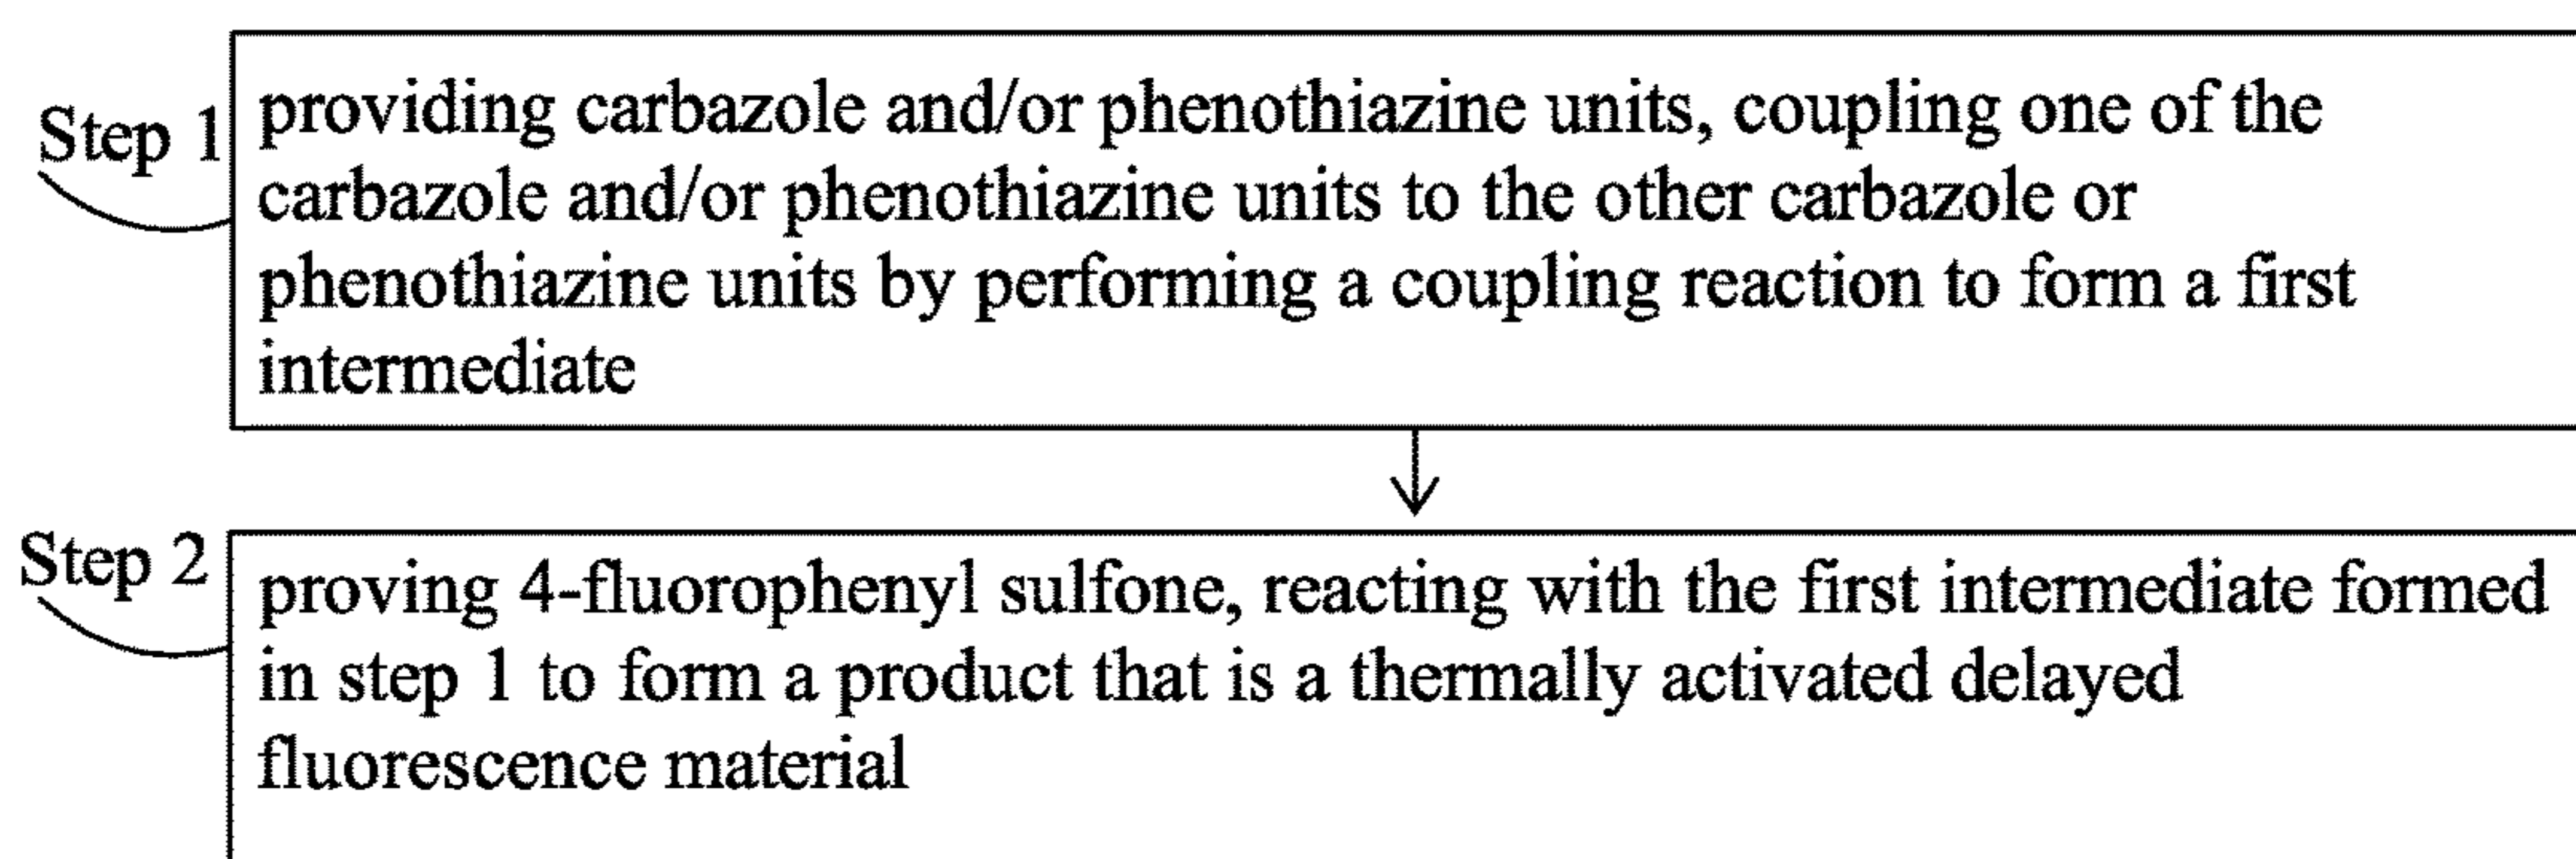 Step 1
providing carbazole and/or phenothiazine units, coupling one of the
carbazole and/or phenothiazine units to the other carbazole or
phenothiazine units by performing a coupling reaction to form a first
intermediate
Step 2
proving 4-fluorophenyl sulfone, reacting with the first intermediate formed
in step 1 to form a product that is a thermally activated delayed
fluorescence material